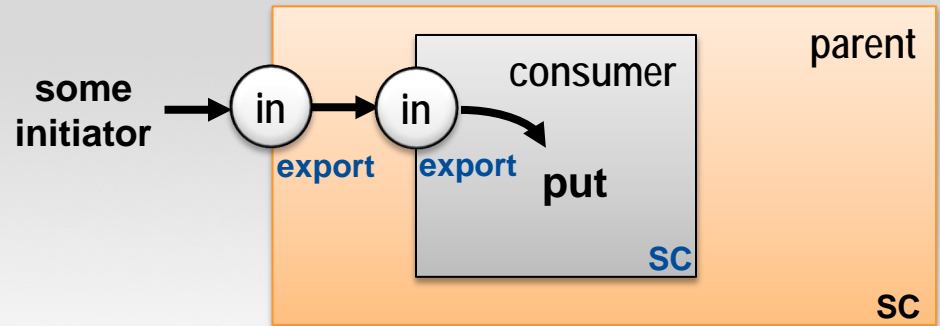 parent
consumer
some
initiator
in
in
export
export
put
SC
SC